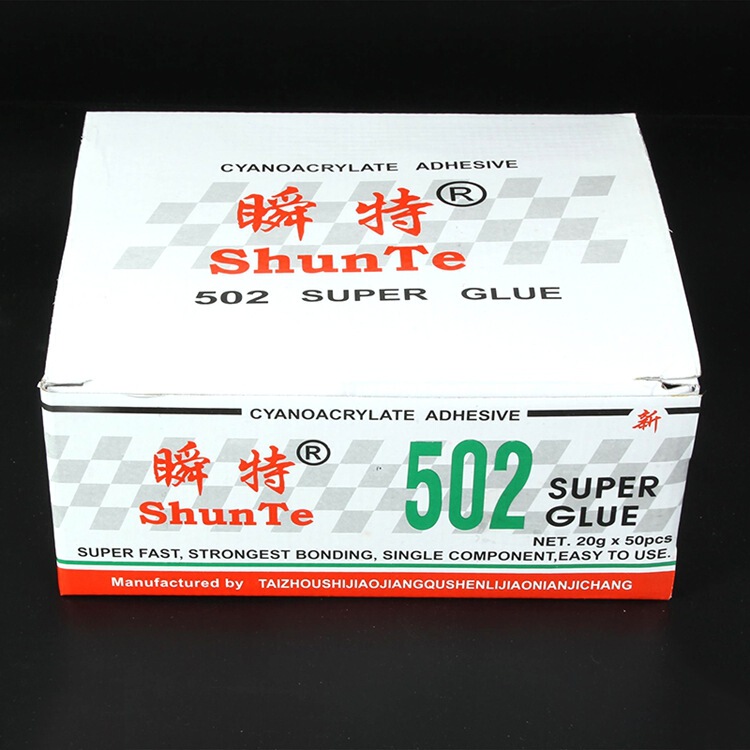 CYANOACRYLATE ADHESIVE
瞬特®
ShunTe
502 SUPER GLUE
CYANOACRYLATE ADHESIVE
新
瞬特®
ShunTe
502 SUPER
GLUE
NET. 20g x 50pcs
SUPER FAST, STRONGEST BONDING, SINGLE COMPONENT,EASY TO USE.
Manufactured by TAIZHOUSHIJIAOJIANGQUSHENLIJIAONIANJICHANG